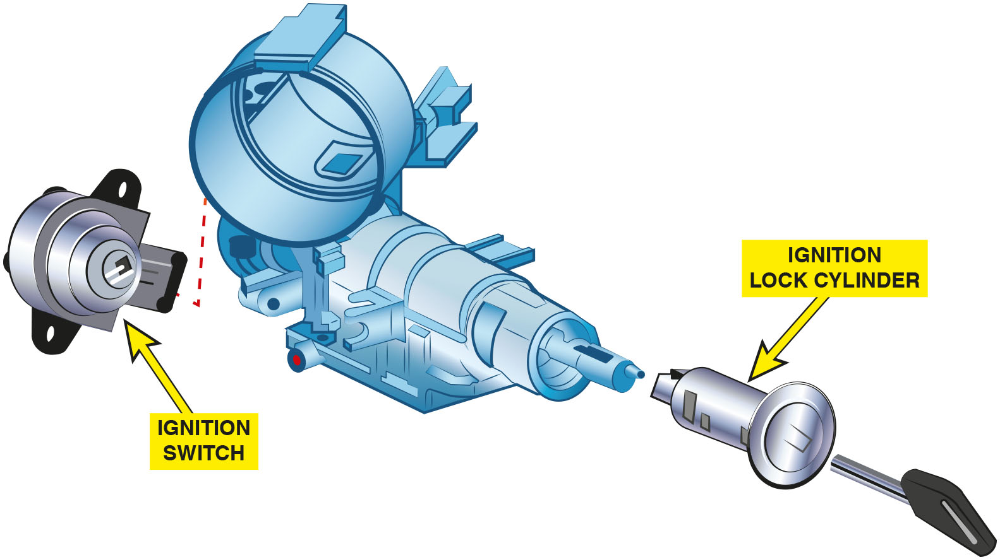 IGNITION
LOCK CYLINDER
IGNITION
SWITCH